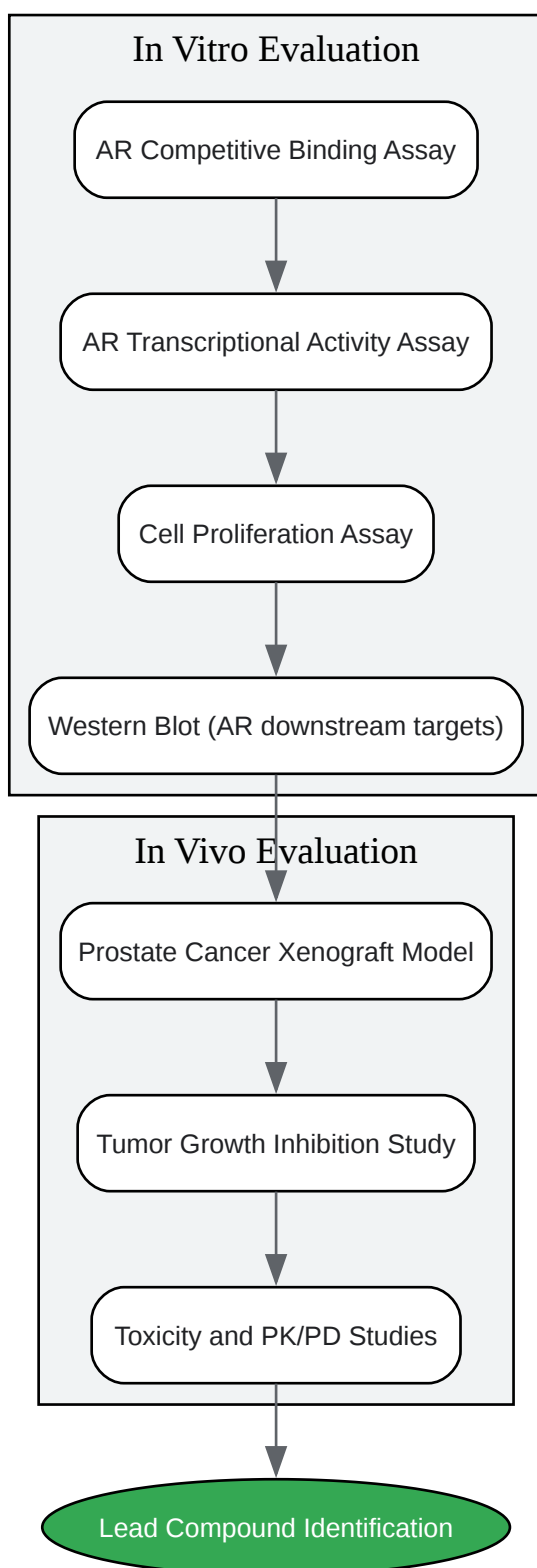 In Vitro Evaluation
AR Competitive Binding Assay
AR Transcriptional Activity Assay
Cell Proliferation Assay
Western Blot (AR downstream targets)
In Vivo Evaluation
Prostate Cancer Xenograft Model
Tumor Growth Inhibition Study
Toxicity and PK/PD Studies
Lead Compound Identification